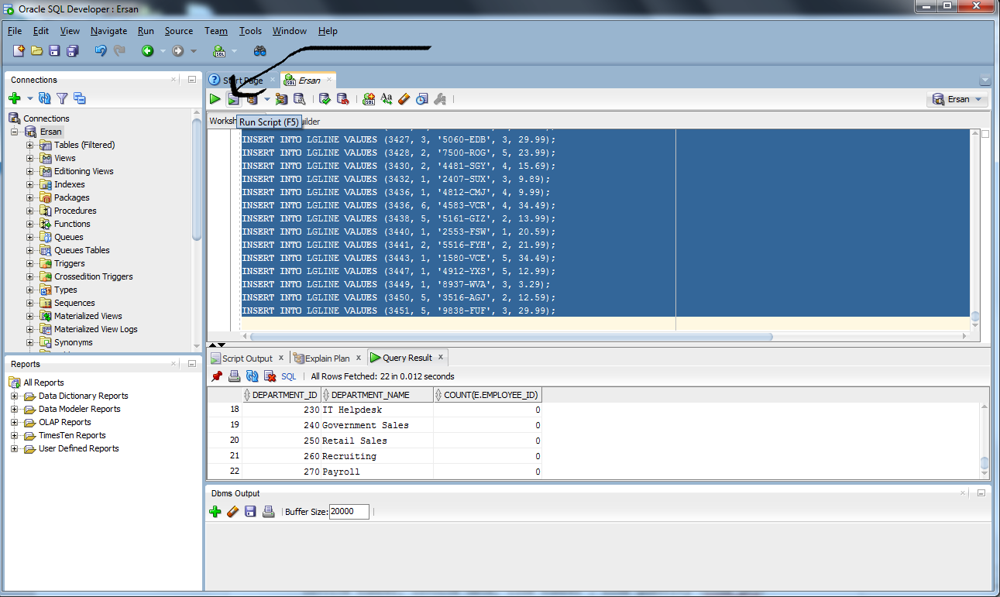 Oracle SQL Developer : Ersan
File Edit View Navigate Run Source Team Tools Window Help
Connections
Start Page
Ersan
Ersan
Worksh
Run Script (F5)
uilder
Connections
Ersan
Tables (Filtered)
Views
Editioning Views
Indexes
Packages
Procedures
Functions
Queues
Queues Tables
Triggers
Crossedition Triggers
Types
Sequences
Materialized Views
Materialized View Logs
Synonyms
INSERT INTO LGLINE VALUES (3427, 3, '5060-EDB', 3, 29.99);
INSERT INTO LGLINE VALUES (3428, 2, '7500-ROG', 5, 23.99);
INSERT INTO LGLINE VALUES (3430, 2, '4481-SGY', 4, 15.69);
INSERT INTO LGLINE VALUES (3432, 1, '2407-SUX', 3, 9.89);
INSERT INTO LGLINE VALUES (3436, 1, '4812-CMJ', 4, 9.99);
INSERT INTO LGLINE VALUES (3436, 6, '4583-VCR', 4, 34.49);
INSERT INTO LGLINE VALUES (3438, 5, '5161-GIZ', 2, 13.99);
INSERT INTO LGLINE VALUES (3440, 1, '2553-FSW', 1, 20.59);
INSERT INTO LGLINE VALUES (3441, 2, '5516-FYH', 2, 21.99);
INSERT INTO LGLINE VALUES (3443, 1, '1580-VCE', 5, 34.49);
INSERT INTO LGLINE VALUES (3447, 1, '4912-YXS', 5, 12.99);
INSERT INTO LGLINE VALUES (3449, 1, '8937-WVA', 3, 3.29);
INSERT INTO LGLINE VALUES (3450, 5, '3516-AGJ', 2, 12.59);
INSERT INTO LGLINE VALUES (3451, 5, '9838-FUF', 3, 29.99);
Reports
All Reports
Data Dictionary Reports
Data Modeler Reports
OLAP Reports
TimesTen Reports
User Defined Reports
Script Output Explain Plan Query Result
SQL All Rows Fetched: 22 in 0.012 seconds
DEPARTMENT_ID DEPARTMENT_NAME COUNT(E.EMPLOYEE_ID)
18 230 IT Helpdesk 0
19 240 Government Sales 0
20 250 Retail Sales 0
21 260 Recruiting 0
22 270 Payroll 0
Dbms Output
Buffer Size: 20000